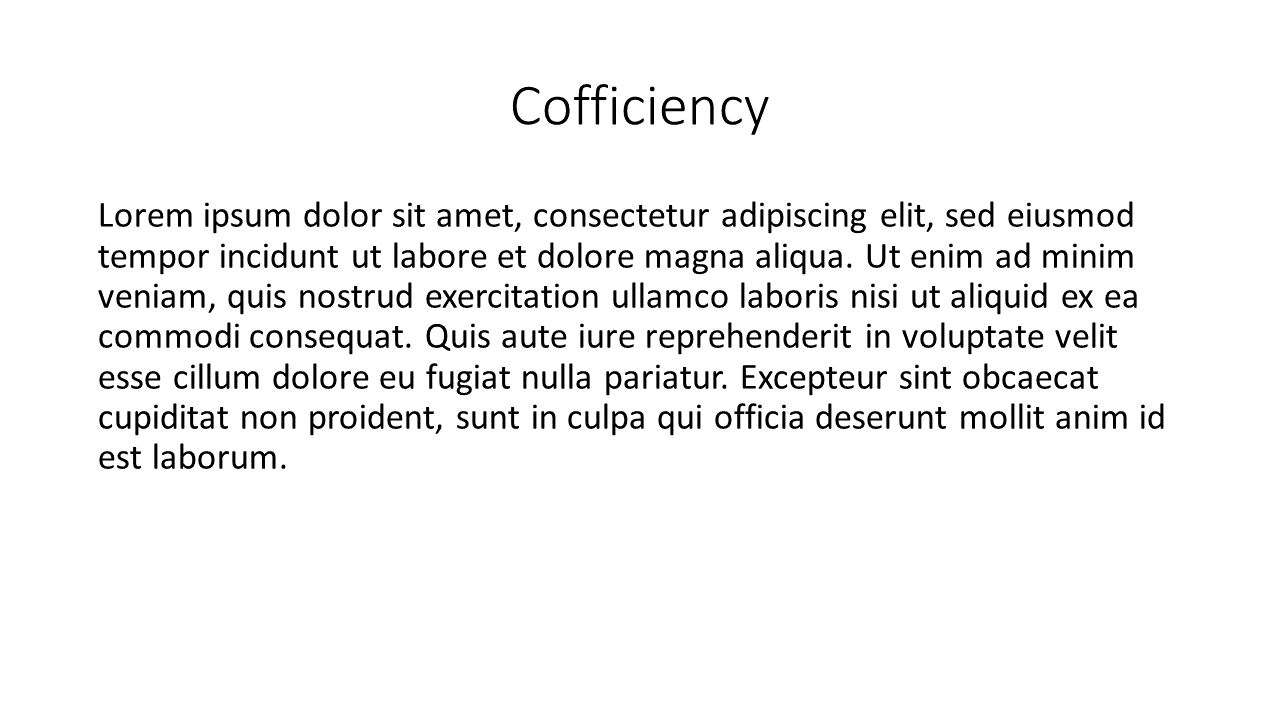 Cofficiency
Lorem ipsum dolor sit amet, consectetur adipiscing elit, sed eiusmod
tempor incidunt ut labore et dolore magna aliqua. Ut enim ad minim
veniam, quis nostrud exercitation ullamco laboris nisi ut aliquid ex ea
commodi consequat. Quis aute iure reprehenderit in voluptate velit
esse cillum dolore eu fugiat nulla pariatur. Excepteur sint obcaecat
cupiditat non proident, sunt in culpa qui officia deserunt mollit anim id
est laborum.